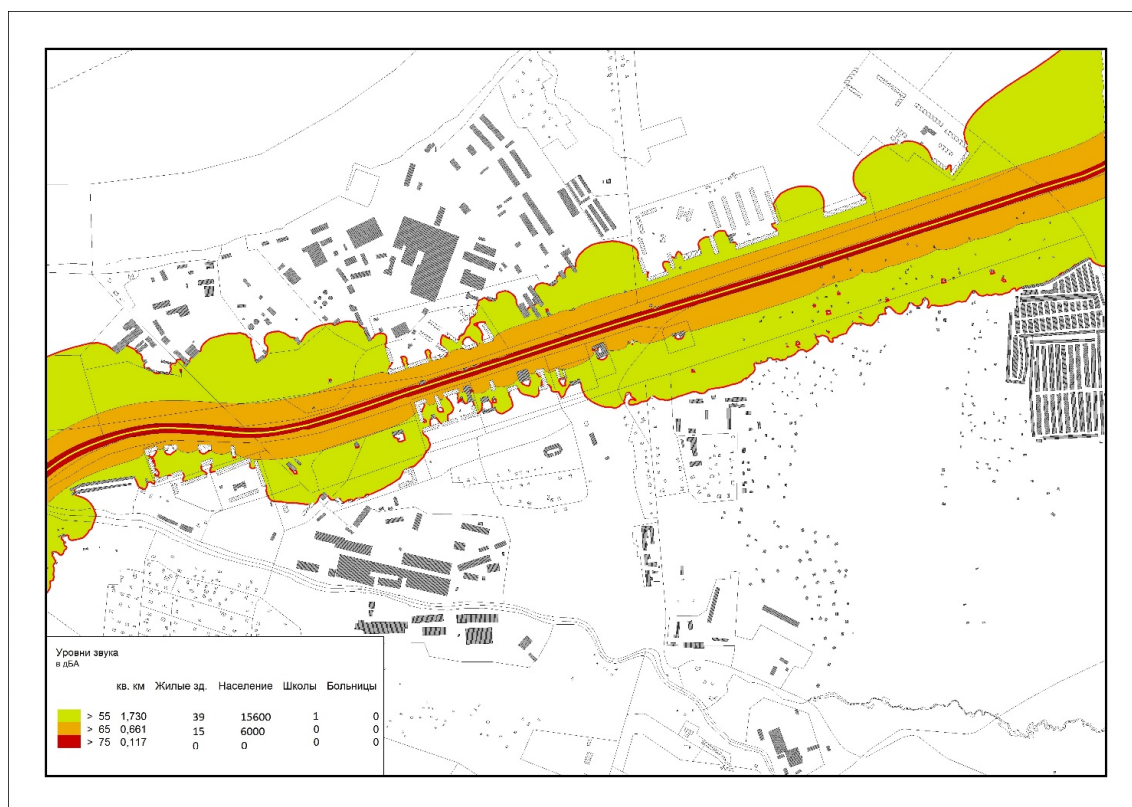 Уровни звука
в дБА
кв. км Жилые зд. Население Школы Больницы
> 55 1,730 39 15600 1 0
> 65 0,661 15 6000 0 0
> 75 0,117 0 0 0 0